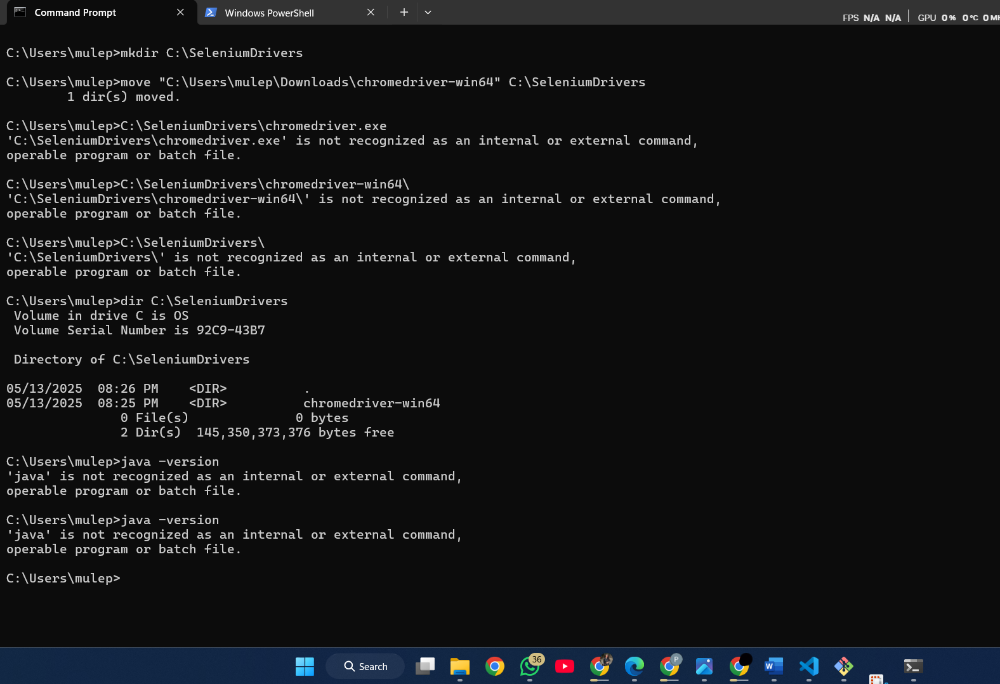 Command Prompt
Windows PowerShell
FPS N/A N/A GPU 0% 0°C 0
C:\Users\mulep>mkdir C:\SeleniumDrivers
C:\Users\mulep>move "C:\Users\mulep\Downloads\chromedriver-win64" C:\SeleniumDrivers
        1 dir(s) moved.
C:\Users\mulep>C:\SeleniumDrivers\chromedriver.exe
'C:\SeleniumDrivers\chromedriver.exe' is not recognized as an internal or external command,
operable program or batch file.
C:\Users\mulep>C:\SeleniumDrivers\chromedriver-win64\
'C:\SeleniumDrivers\chromedriver-win64\' is not recognized as an internal or external command,
operable program or batch file.
C:\Users\mulep>C:\SeleniumDrivers\
'C:\SeleniumDrivers\' is not recognized as an internal or external command,
operable program or batch file.
C:\Users\mulep>dir C:\SeleniumDrivers
 Volume in drive C is OS
 Volume Serial Number is 92C9-43B7
 Directory of C:\SeleniumDrivers
05/13/2025  08:26 PM    <DIR>          .
05/13/2025  08:25 PM    <DIR>          chromedriver-win64
               0 File(s)              0 bytes
               2 Dir(s)  145,350,373,376 bytes free
C:\Users\mulep>java -version
'java' is not recognized as an internal or external command,
operable program or batch file.
C:\Users\mulep>java -version
'java' is not recognized as an internal or external command,
operable program or batch file.
C:\Users\mulep>
Search
36
P
W